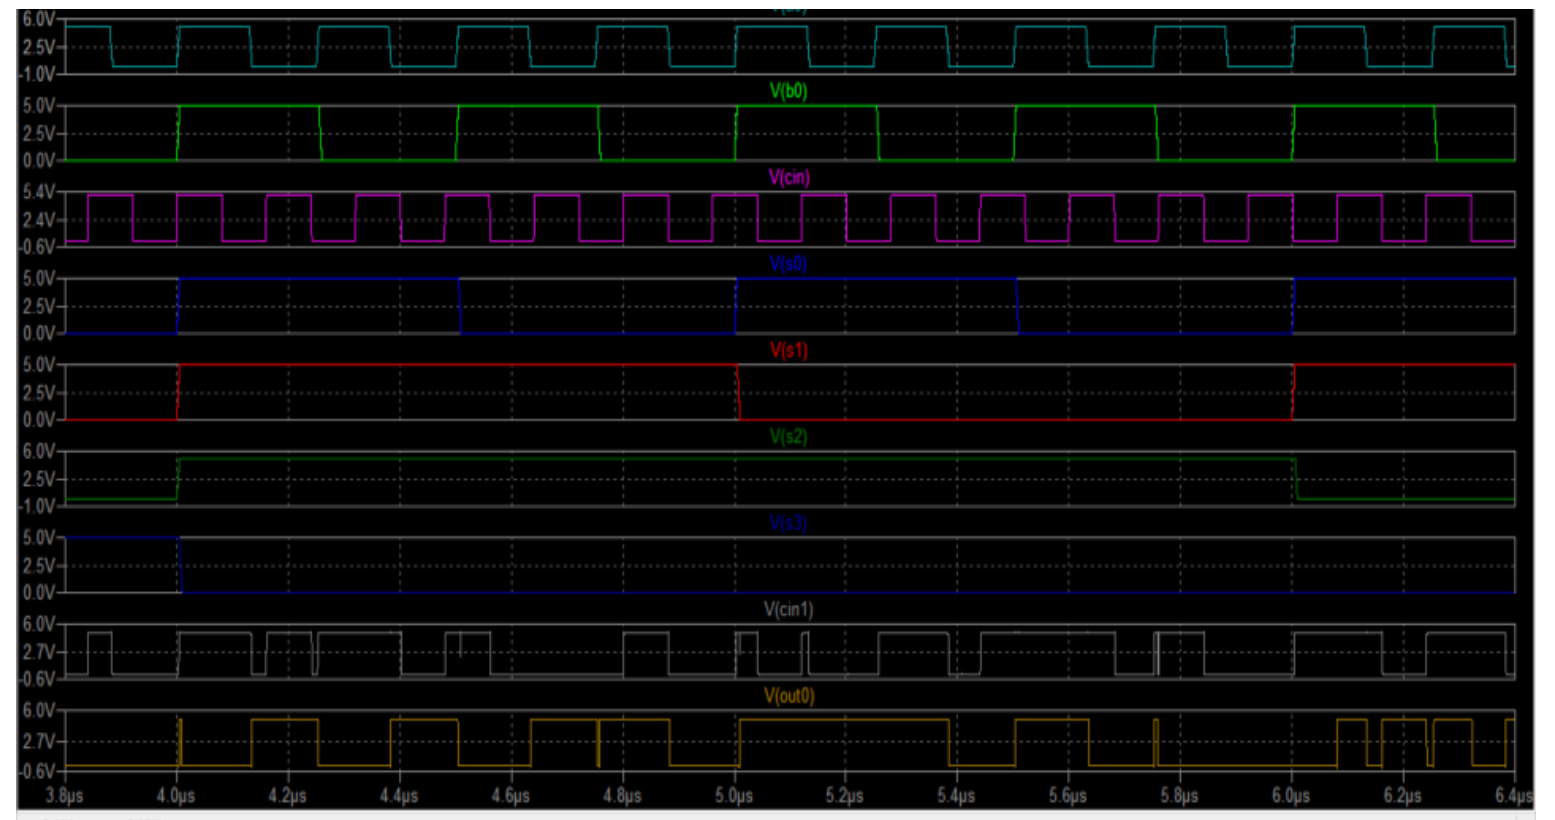 6.0V
2.5V
-1.0V
V(b0)
5.0V
2.5V
0.0V
V(cin)
5.4V
2.4V
-0.6V
V(s0)
5.0V
2.5V
0.0V
V(s1)
5.0V
2.5V
0.0V
V(s2)
6.0V
2.5V
-1.0V
V(s3)
5.0V
2.5V
0.0V
V(cin1)
6.0V
2.7V
-0.6V
V(out0)
6.0V
2.7V
-0.6V
3.8µs 4.0µs 4.2µs 4.4µs 4.6µs 4.8µs 5.0µs 5.2µs 5.4µs 5.6µs 5.8µs 6.0µs 6.2µs 6.4µs